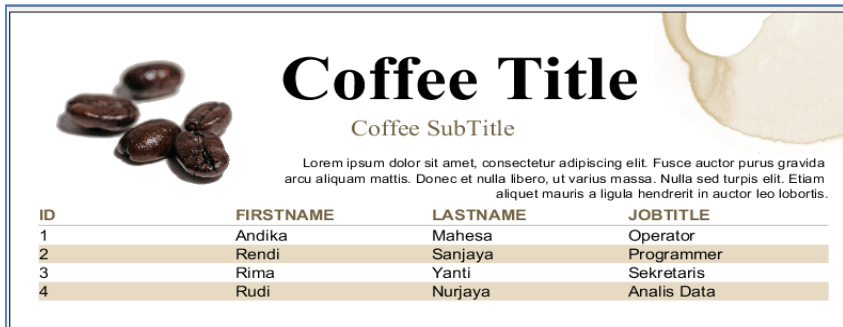 Coffee Title
Coffee SubTitle
Lorem ipsum dolor sit amet, consectetur adipiscing elit. Fusce auctor purus gravida
arcu aliquam mattis. Donec et nulla libero, ut varius massa. Nulla sed turpis elit. Etiam
aliquet mauris a ligula hendrerit in auctor leo lobortis.
ID FIRSTNAME LASTNAME JOBTITLE
1 Andika Mahesa Operator
2 Rendi Sanjaya Programmer
3 Rima Yanti Sekretaris
4 Rudi Nurjaya Analis Data